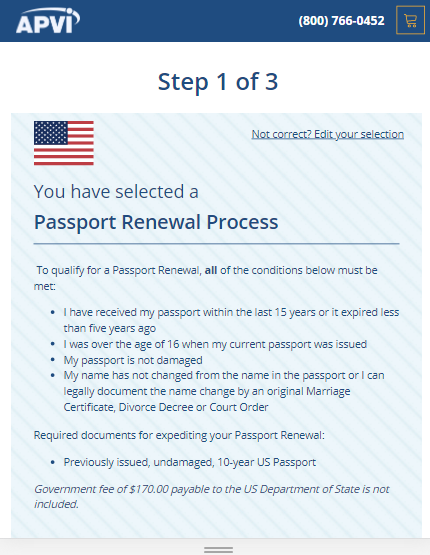 APVI
(800) 766-0452
Step 1 of 3
Not correct? Edit your selection
You have selected a
Passport Renewal Process
To qualify for a Passport Renewal, all of the conditions below must be
met:
• I have received my passport within the last 15 years or it expired less
than five years ago
• I was over the age of 16 when my current passport was issued
• My passport is not damaged
• My name has not changed from the name in the passport or I can
legally document the name change by an original Marriage
Certificate, Divorce Decree or Court Order
Required documents for expediting your Passport Renewal:
• Previously issued, undamaged, 10-year US Passport
Government fee of $170.00 payable to the US Department of State is not
included.